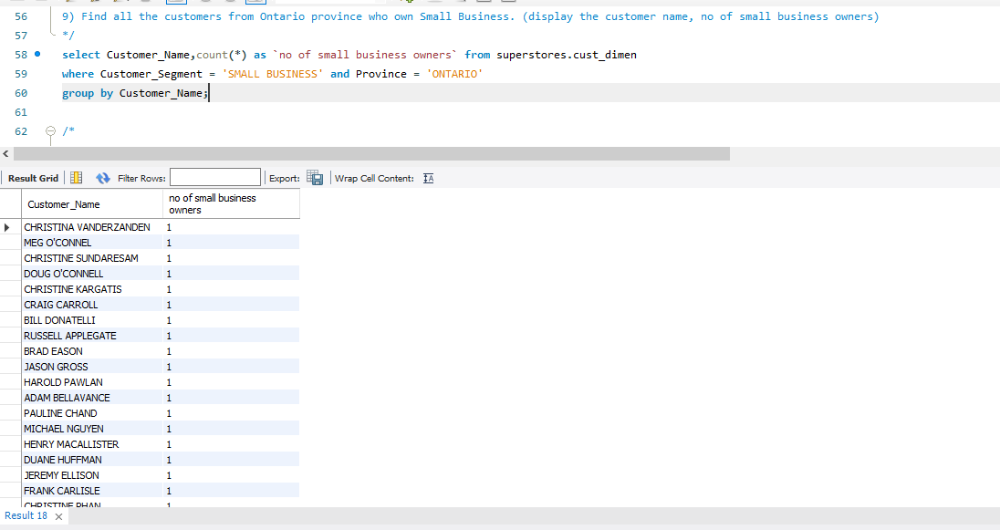 56 9) Find all the customers from Ontario province who own Small Business. (display the customer name, no of small business owners)
57 */
58 select Customer_Name,count(*) as `no of small business owners` from superstores.cust_dimen
59 where Customer_Segment = 'SMALL BUSINESS' and Province = 'ONTARIO'
60 group by Customer_Name;
61
62 /*
Result Grid Filter Rows: Export: Wrap Cell Content:
Customer_Name no of small business
owners
CHRISTINA VANDERZANDEN 1
MEG O'CONNEL 1
CHRISTINE SUNDARESAM 1
DOUG O'CONNELL 1
CHRISTINE KARGATIS 1
CRAIG CARROLL 1
BILL DONATELLI 1
RUSSELL APPLEGATE 1
BRAD EASON 1
JASON GROSS 1
HAROLD PAWLAN 1
ADAM BELLAVANCE 1
PAULINE CHAND 1
MICHAEL NGUYEN 1
HENRY MACALLISTER 1
DUANE HUFFMAN 1
JEREMY ELLISON 1
FRANK CARLISLE 1
CHRISTINE PHAN 1
Result 18